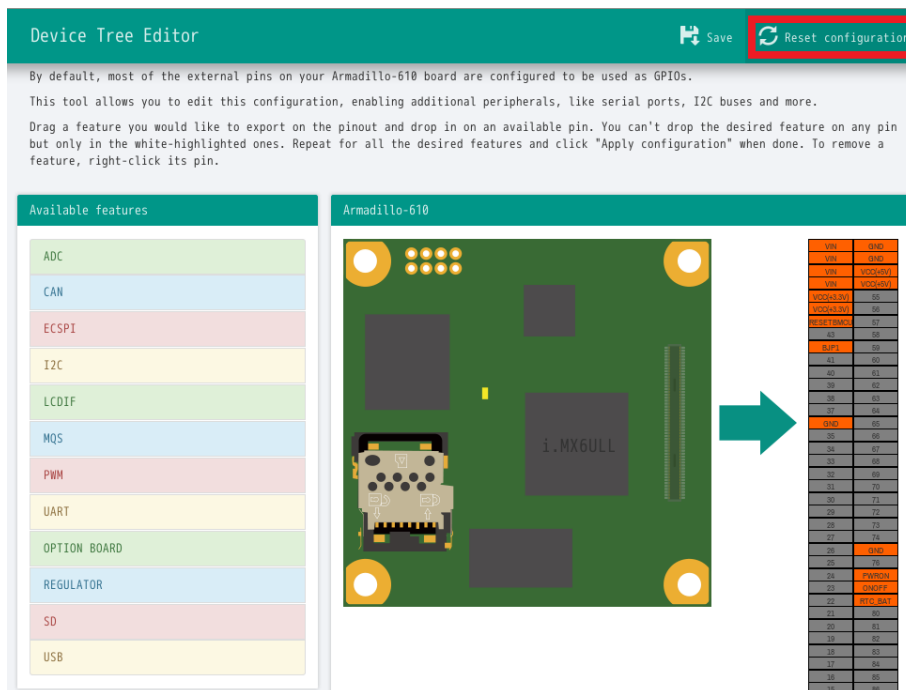 Device Tree Editor
Save
Reset configuration
By default, most of the external pins on your Armadillo-610 board are configured to be used as GPIOs.
This tool allows you to edit this configuration, enabling additional peripherals, like serial ports, I2C buses and more.
Drag a feature you would like to export on the pinout and drop in on an available pin. You can't drop the desired feature on any pin
but only in the white-highlighted ones. Repeat for all the desired features and click "Apply configuration" when done. To remove a
feature, right-click its pin.
Available features
ADC
CAN
ECSPI
I2C
LCDIF
MQS
PWM
UART
OPTION BOARD
REGULATOR
SD
USB
Armadillo-610
i.MX6ULL
VIN GND
VIN GND
VIN VCC(+5V)
VIN VCC(+5V)
VCC(+3.3V) 55
VCC(+3.3V) 56
57
43 58
BJP1 59
41 60
40 61
39 62
38 63
37 64
GND 65
35 66
34 67
33 68
32 69
31 70
30 71
29 72
28 73
27 74
26 GND
25 76
24 PWRON
23 ONOFF
22 RTC_BAT
21 80
20 81
19 82
18 83
17 84
16 85